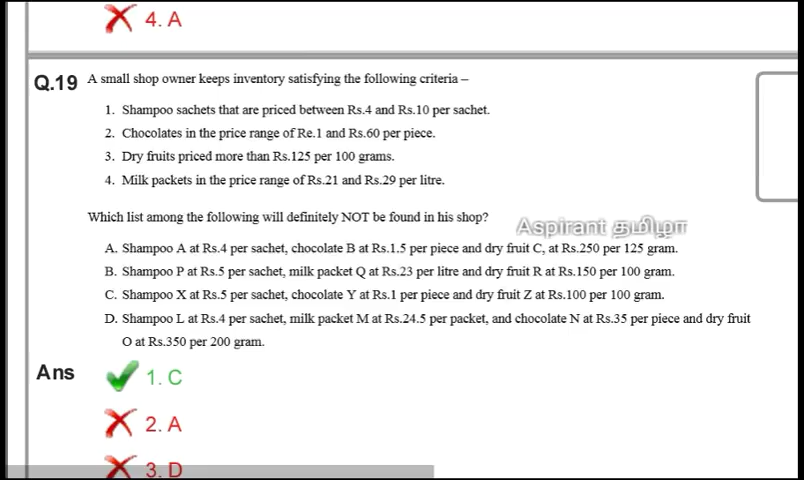 4. A
Q.19 A small shop owner keeps inventory satisfying the following criteria –
1. Shampoo sachets that are priced between Rs.4 and Rs.10 per sachet.
2. Chocolates in the price range of Re.1 and Rs.60 per piece.
3. Dry fruits priced more than Rs.125 per 100 grams.
4. Milk packets in the price range of Rs.21 and Rs.29 per litre.
Which list among the following will definitely NOT be found in his shop?
Aspirant தமிழா
A. Shampoo A at Rs.4 per sachet, chocolate B at Rs.1.5 per piece and dry fruit C, at Rs.250 per 125 gram.
B. Shampoo P at Rs.5 per sachet, milk packet Q at Rs.23 per litre and dry fruit R at Rs.150 per 100 gram.
C. Shampoo X at Rs.5 per sachet, chocolate Y at Rs.1 per piece and dry fruit Z at Rs.100 per 100 gram.
D. Shampoo L at Rs.4 per sachet, milk packet M at Rs.24.5 per packet, and chocolate N at Rs.35 per piece and dry fruit
O at Rs.350 per 200 gram.
Ans 1. C
2. A
3. D